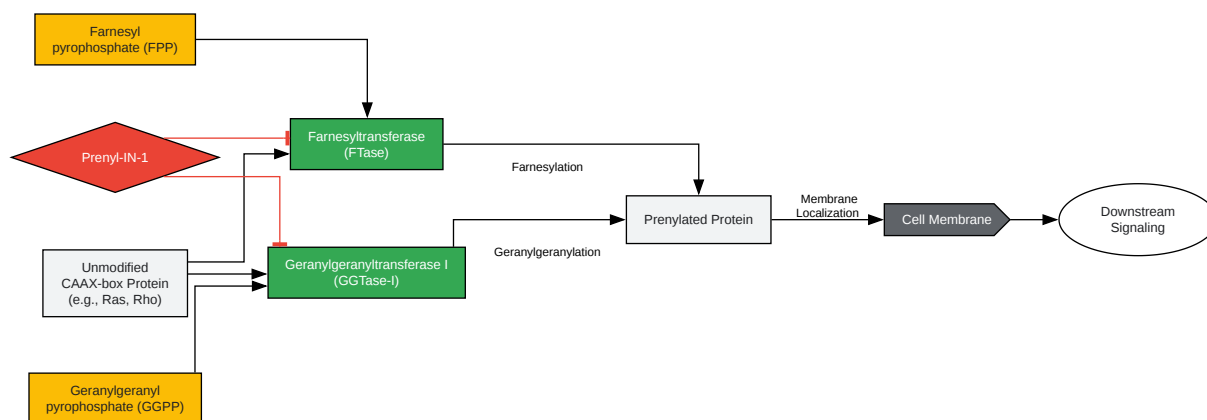 Farnesyl
pyrophosphate (FPP)
Farnesyltransferase
(FTase)
Prenyl-IN-1
Farnesylation
Membrane
Localization
Prenylated Protein
Cell Membrane
Downstream
Signaling
Geranylgeranylation
Unmodified
CAAX-box Protein
(e.g., Ras, Rho)
Geranylgeranyltransferase I
(GGTase-I)
Geranylgeranyl
pyrophosphate (GGPP)